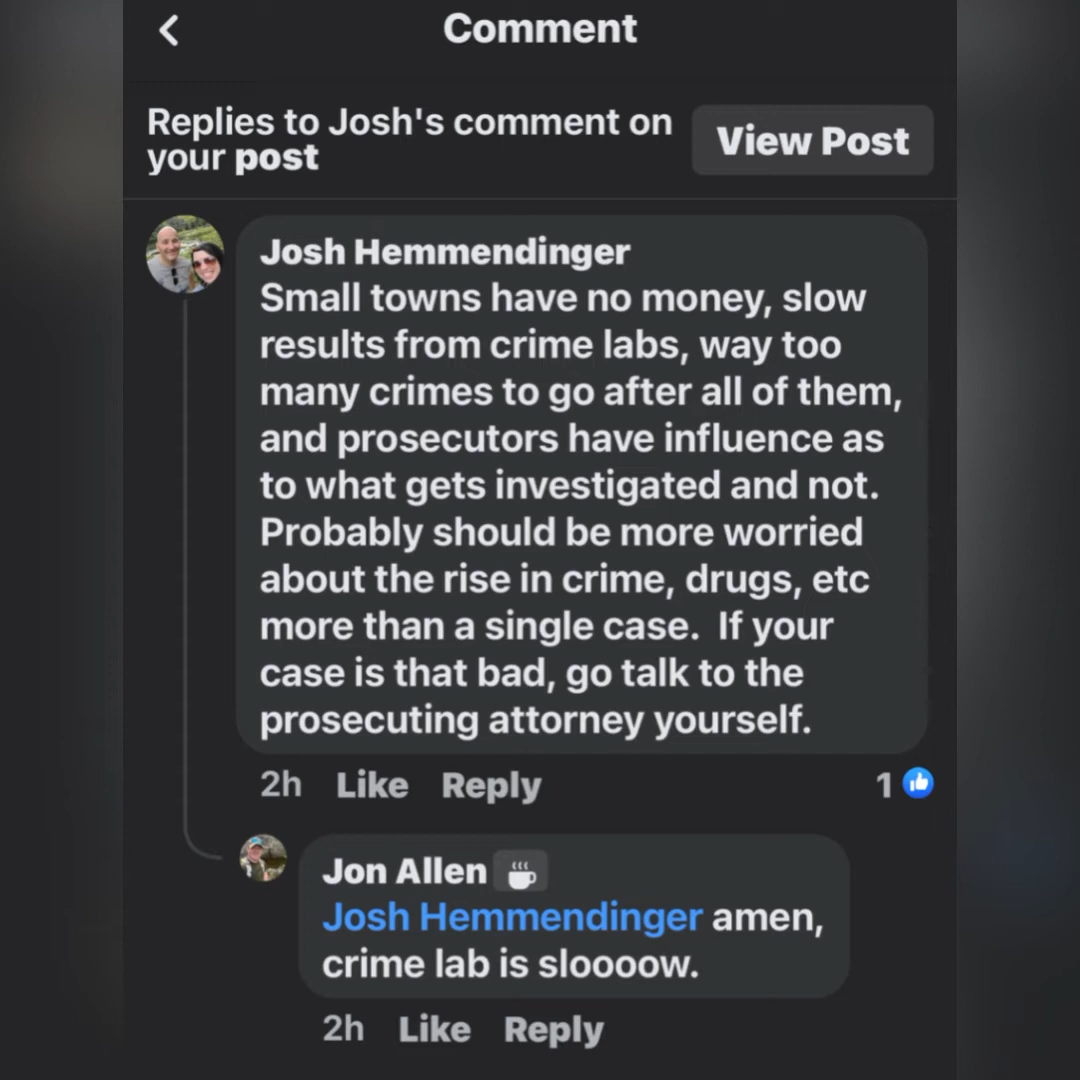 Comment
Replies to Josh's comment on
your post
View Post
Josh Hemmendinger
Small towns have no money, slow
results from crime labs, way too
many crimes to go after all of them,
and prosecutors have influence as
to what gets investigated and not.
Probably should be more worried
about the rise in crime, drugs, etc
more than a single case.  If your
case is that bad, go talk to the
prosecuting attorney yourself.
2h Like Reply 1
Jon Allen
Josh Hemmendinger amen,
crime lab is sloooow.
2h Like Reply